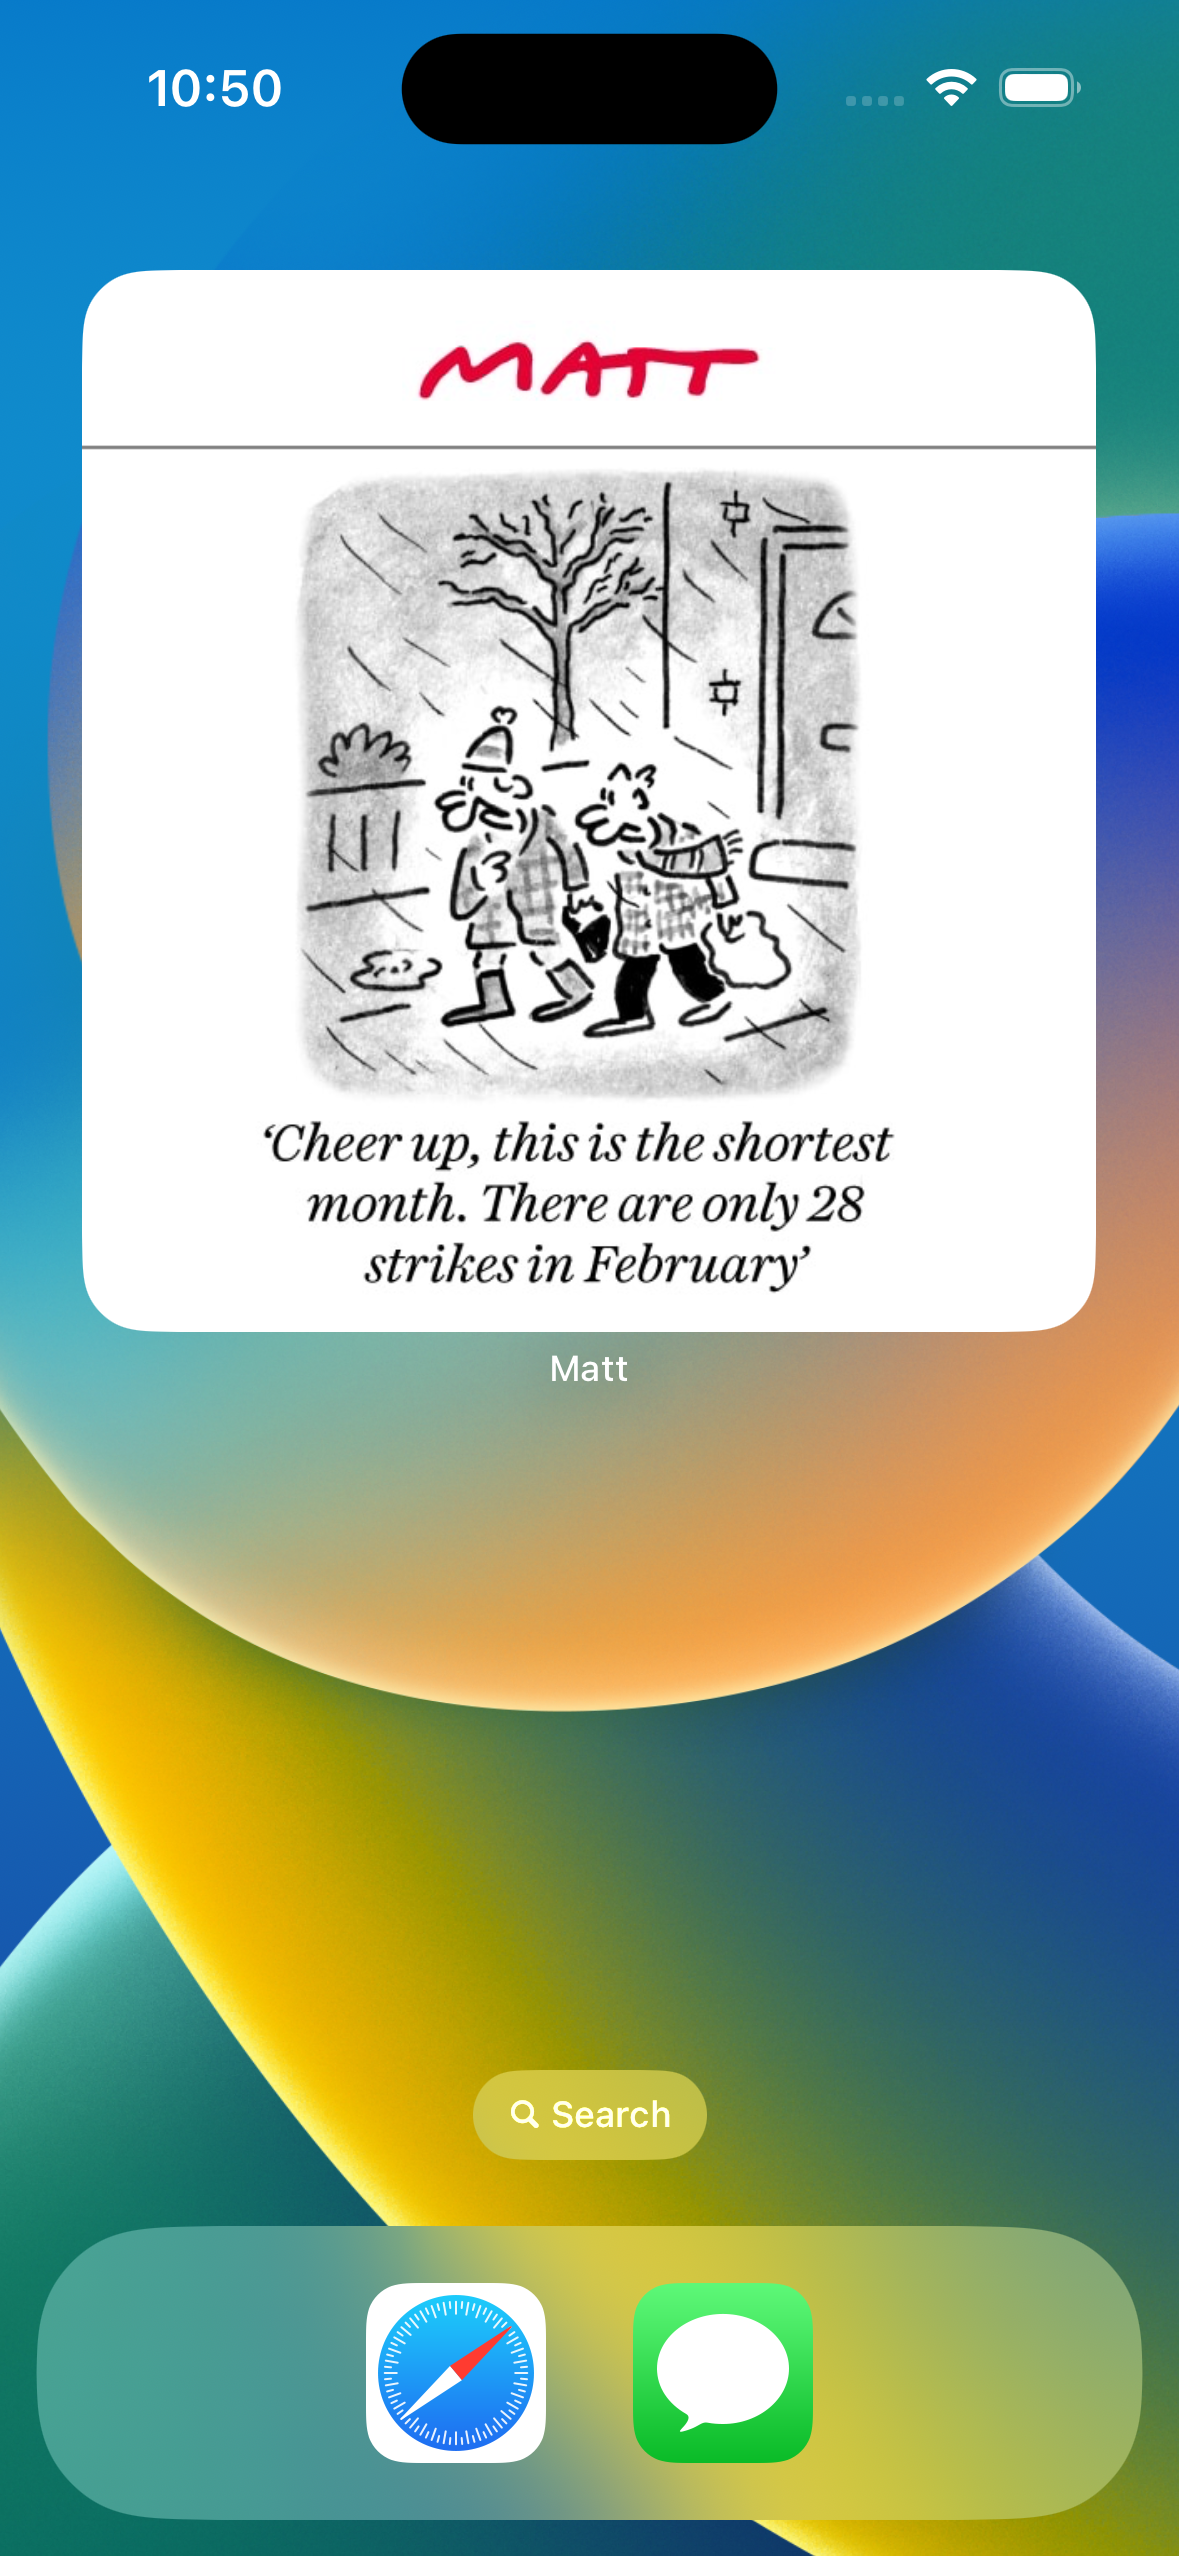 10:50
MATT
‘Cheer up, this is the shortest
month. There are only 28
strikes in February’
Matt
Search